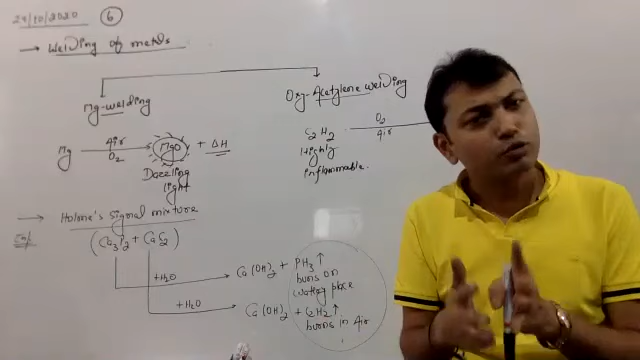 24/10/2020 6
→ Welding of metals
Mg-welding
Oxy-Acetylene welding
Mg Air O2 → MgO + ΔH
Dazzling
light
C2H2 O2 Air
Highly
inflammable.
→ Holme's signal mixture
(Ca3P2 + CaC2)
+H2O → Ca(OH)2 + PH3 ↑
burns on
place
+H2O → Ca(OH)2 + C2H2 ↑
burns in Air